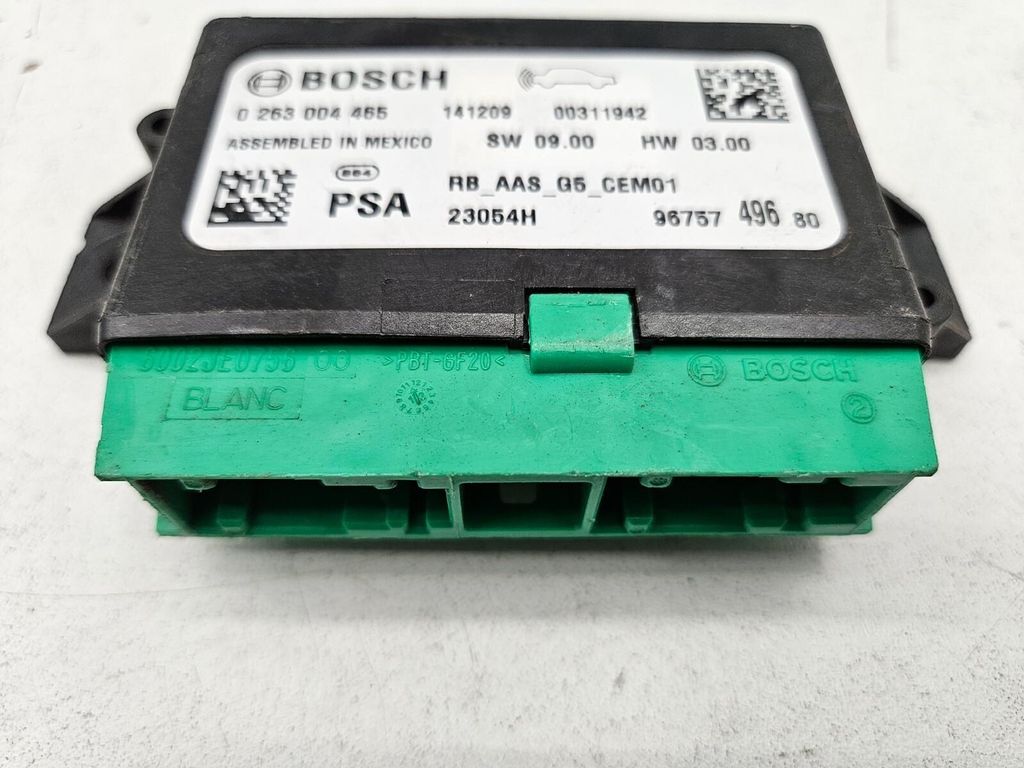 BOSCH
0 263 004 465 141209 00311942
ASSEMBLED IN MEXICO SW 09.00 HW 03.00
RB_AAS_G5_CEM01
PSA 23054H 96757 496 80
>PBT-GF20< BOSCH
BLANC 2